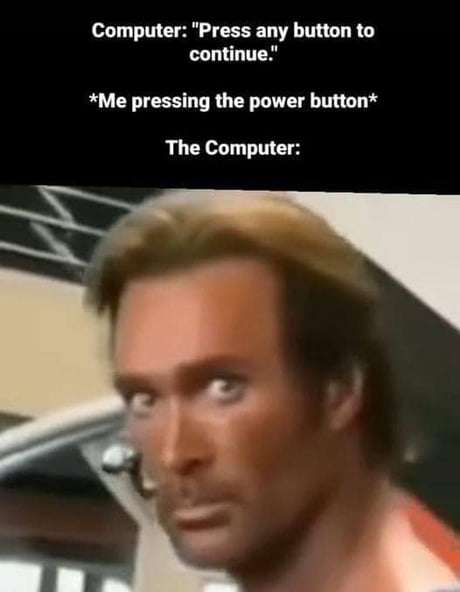 Computer: "Press any button to
continue."
*Me pressing the power button*
The Computer: